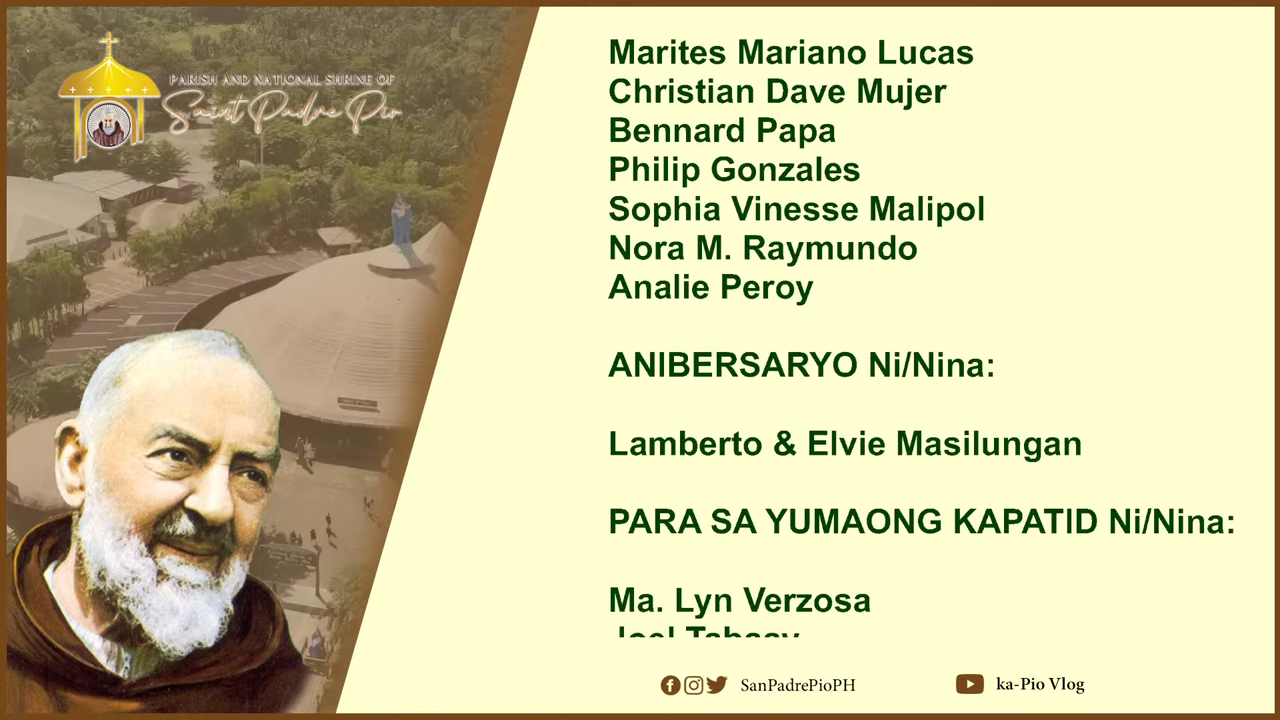 PARISH AND NATIONAL SHRINE OF
Saint Padre Pio
Marites Mariano Lucas
Christian Dave Mujer
Bennard Papa
Philip Gonzales
Sophia Vinesse Malipol
Nora M. Raymundo
Analie Peroy
ANIBERSARYO Ni/Nina:
Lamberto & Elvie Masilungan
PARA SA YUMAONG KAPATID Ni/Nina:
Ma. Lyn Verzosa
SanPadrePioPH
ka-Pio Vlog